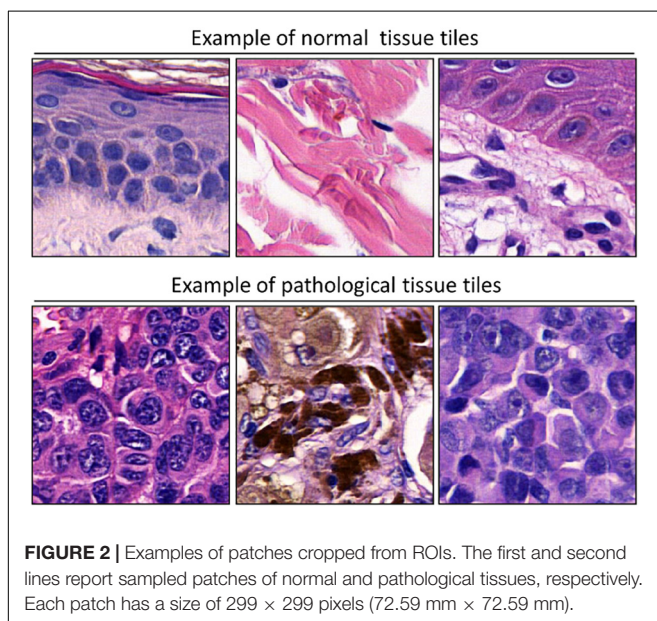 Example of normal tissue tiles
Example of pathological tissue tiles
FIGURE 2 | Examples of patches cropped from ROIs. The first and second
lines report sampled patches of normal and pathological tissues, respectively.
Each patch has a size of 299 × 299 pixels (72.59 mm × 72.59 mm).